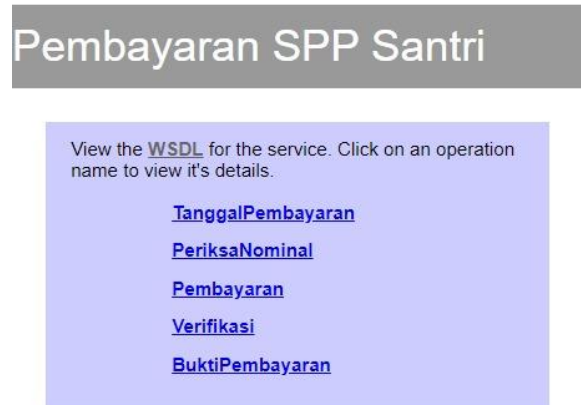 Pembayaran SPP Santri
View the WSDL for the service. Click on an operation
name to view it's details.
TanggalPembayaran
PeriksaNominal
Pembayaran
Verifikasi
BuktiPembayaran